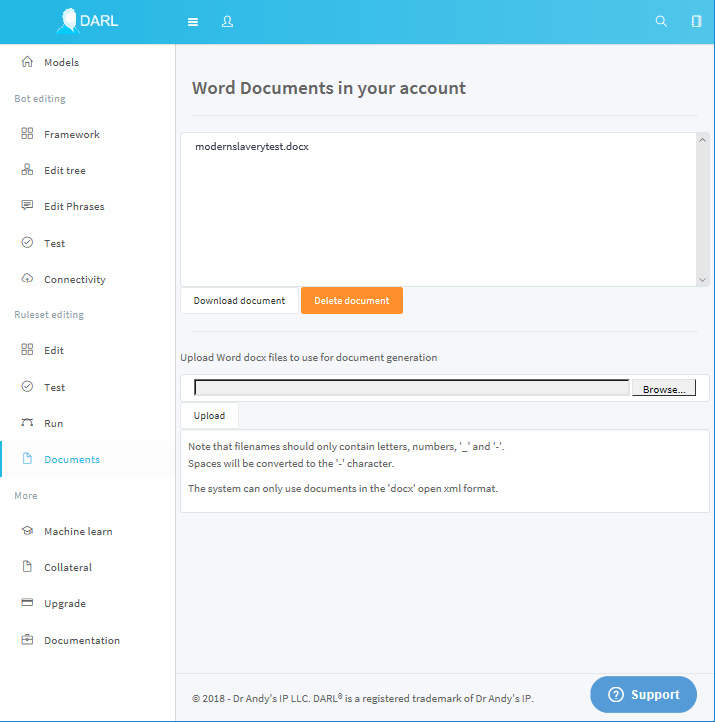 DARL
Models
Bot editing
Framework
Edit tree
Edit Phrases
Test
Connectivity
Ruleset editing
Edit
Test
Run
Documents
More
Machine learn
Collateral
Upgrade
Documentation
Word Documents in your account
modernslaverytest.docx
Download document
Delete document
Upload Word docx files to use for document generation
Browse...
Upload
Note that filenames should only contain letters, numbers, '_' and '-'.
Spaces will be converted to the '-' character.
The system can only use documents in the 'docx' open xml format.
© 2018 - Dr Andy's IP LLC. DARL® is a registered trademark of Dr Andy's IP.
Support